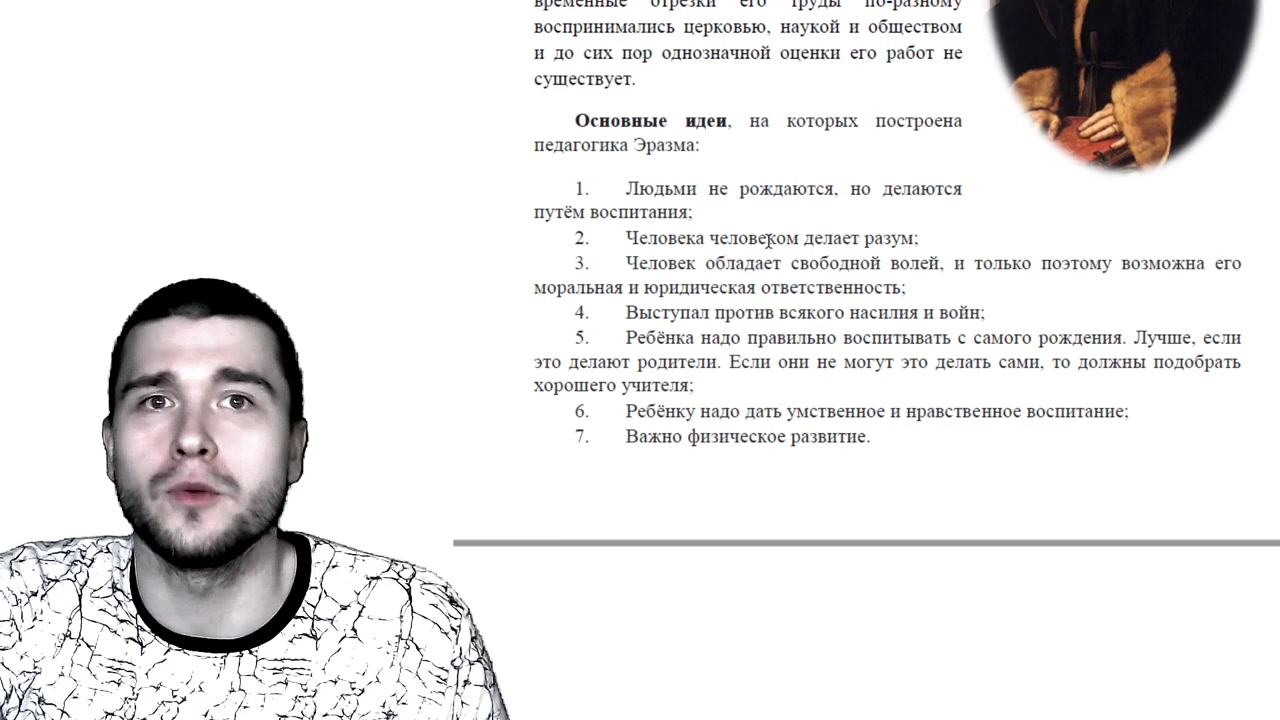 временные отрезки его труды по-разному
воспринимались церковью, наукой и обществом
и до сих пор однозначной оценки его работ не
существует.
Основные идеи, на которых построена
педагогика Эразма:
1. Людьми не рождаются, но делаются
путём воспитания;
2. Человека человеком делает разум;
3. Человек обладает свободной волей, и только поэтому возможна его
моральная и юридическая ответственность;
4. Выступал против всякого насилия и войн;
5. Ребёнка надо правильно воспитывать с самого рождения. Лучше, если
это делают родители. Если они не могут это делать сами, то должны подобрать
хорошего учителя;
6. Ребёнку надо дать умственное и нравственное воспитание;
7. Важно физическое развитие.